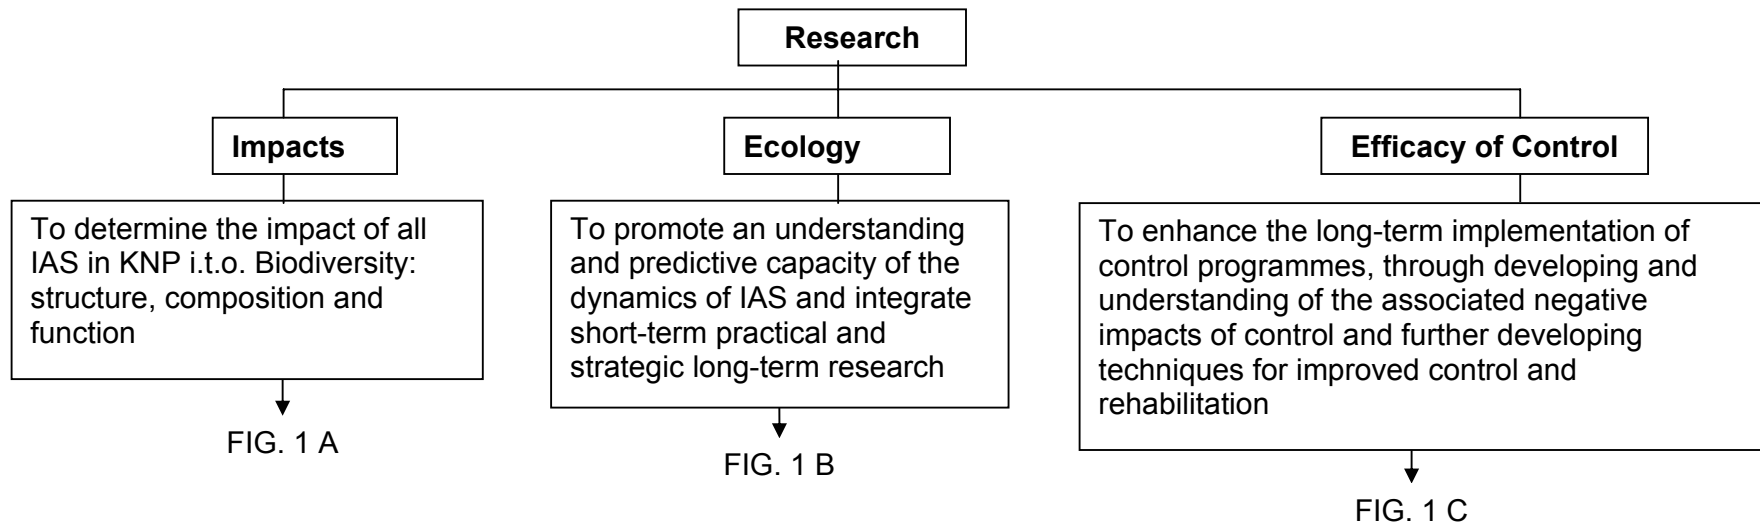 Research
Impacts
Ecology
Efficacy of Control
To determine the impact of all
IAS in KNP i.t.o. Biodiversity:
structure, composition and
function
To promote an understanding
and predictive capacity of the
dynamics of IAS and integrate
short-term practical and
strategic long-term research
To enhance the long-term implementation of
control programmes, through developing and
understanding of the associated negative
impacts of control and further developing
techniques for improved control and
rehabilitation
FIG. 1 A
FIG. 1 B
FIG. 1 C